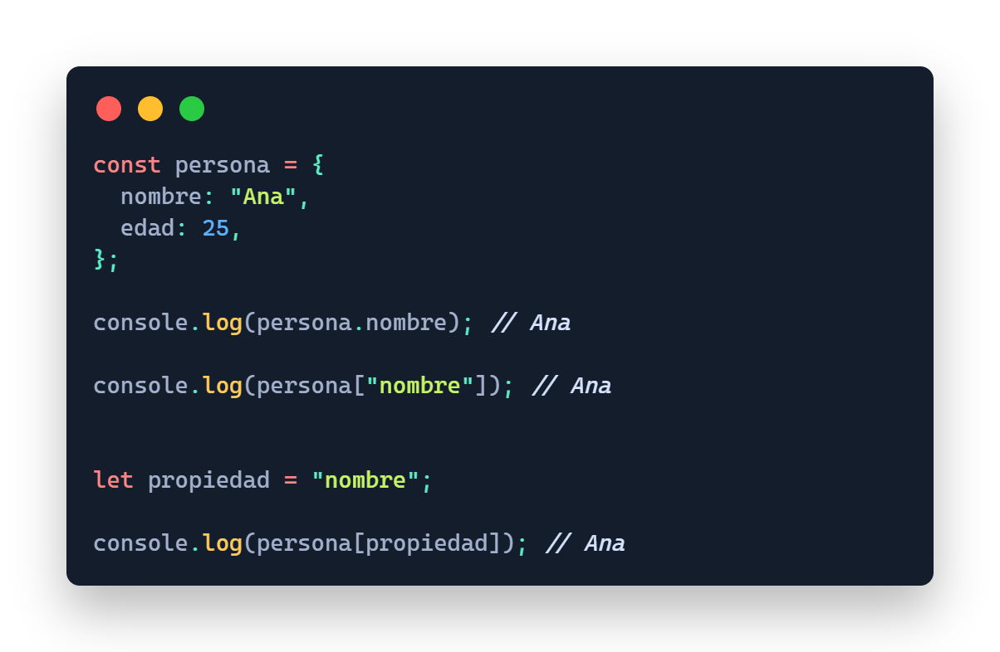 const persona = {
  nombre: "Ana",
  edad: 25,
};
console.log(persona.nombre); // Ana
console.log(persona["nombre"]); // Ana
let propiedad = "nombre";
console.log(persona[propiedad]); // Ana